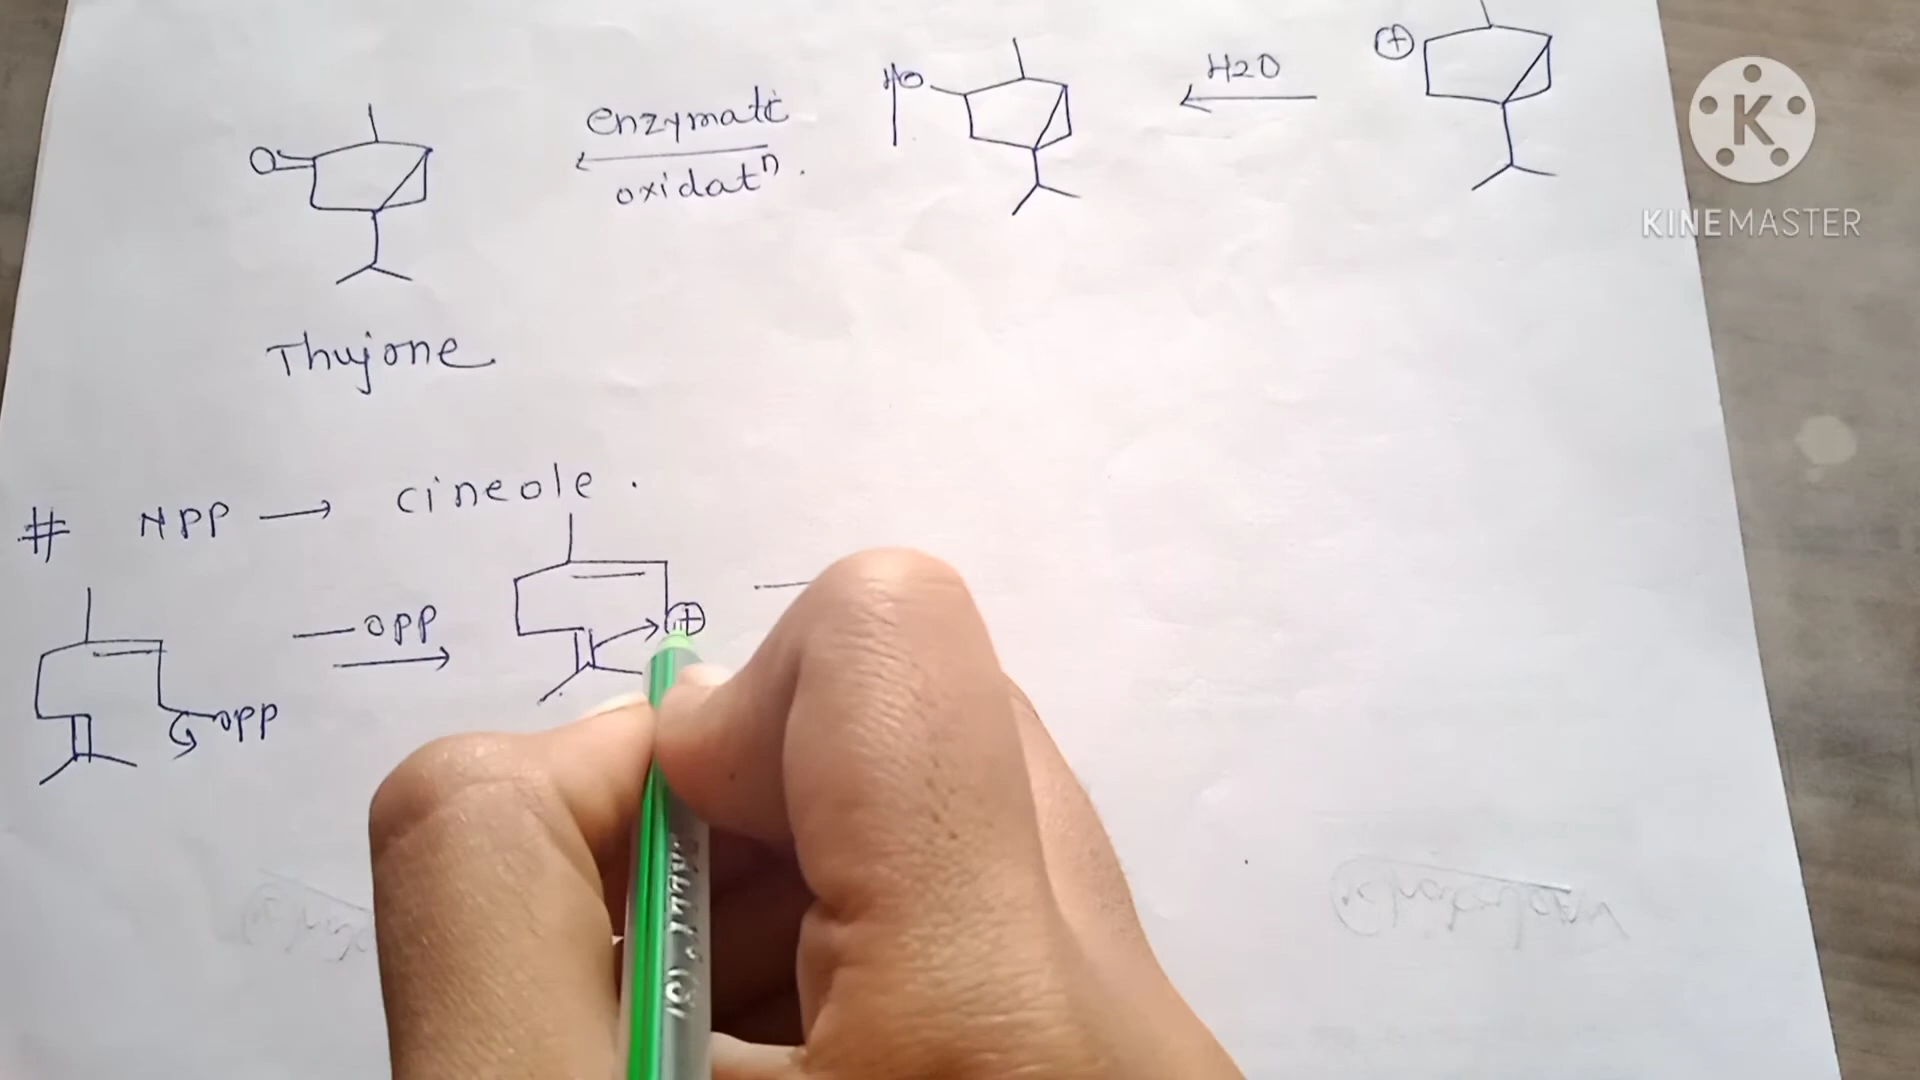 HO
H2O
+
O
enzymatic
oxidatn.
K
KINEMASTER
Thujone
# NPP → cineole.
—OPP
+
OPP